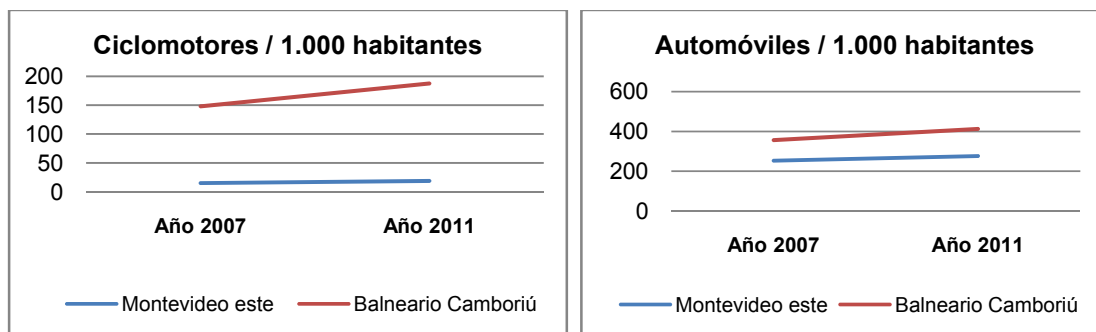 Ciclomotores / 1.000 habitantes
200
150
100
50
0
Año 2007 Año 2011
Montevideo este Balneario Camboriú
Automóviles / 1.000 habitantes
600
400
200
0
Año 2007 Año 2011
Montevideo este Balneario Camboriú